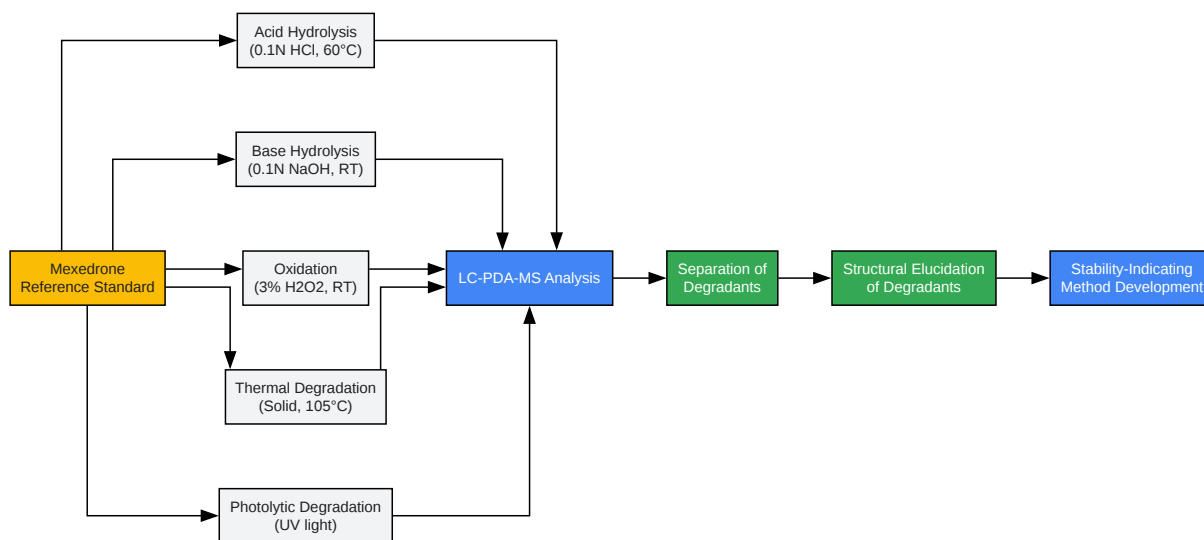 Acid Hydrolysis
(0.1N HCl, 60°C)
Base Hydrolysis
(0.1N NaOH, RT)
Mexedrone
Reference Standard
Oxidation
(3% H2O2, RT)
LC-PDA-MS Analysis
Separation of
Degradants
Structural Elucidation
of Degradants
Stability-Indicating
Method Development
Thermal Degradation
(Solid, 105°C)
Photolytic Degradation
(UV light)